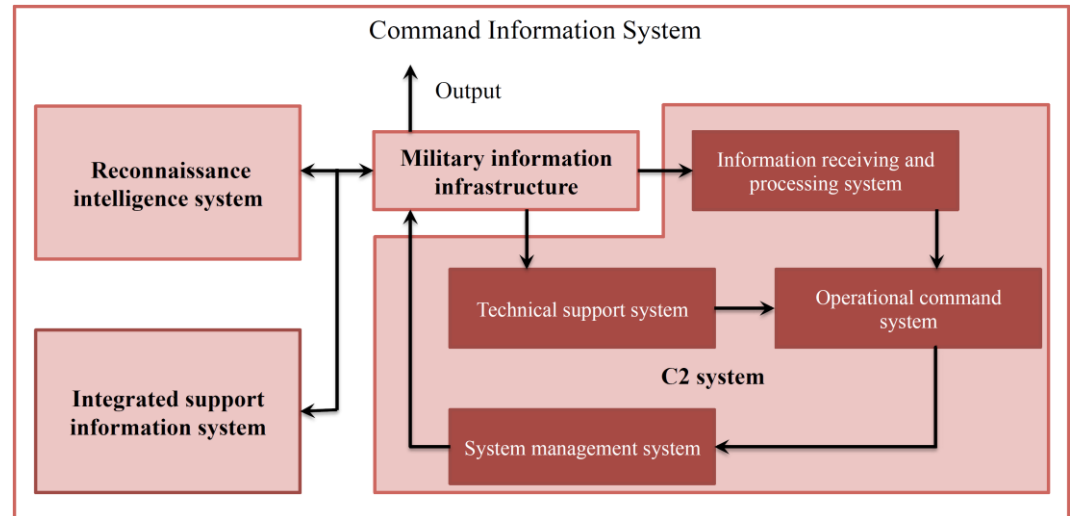 Command Information System
Output
Reconnaissance
intelligence system
Military information
infrastructure
Information receiving and
processing system
Technical support system
Operational command
system
C2 system
Integrated support
information system
System management system